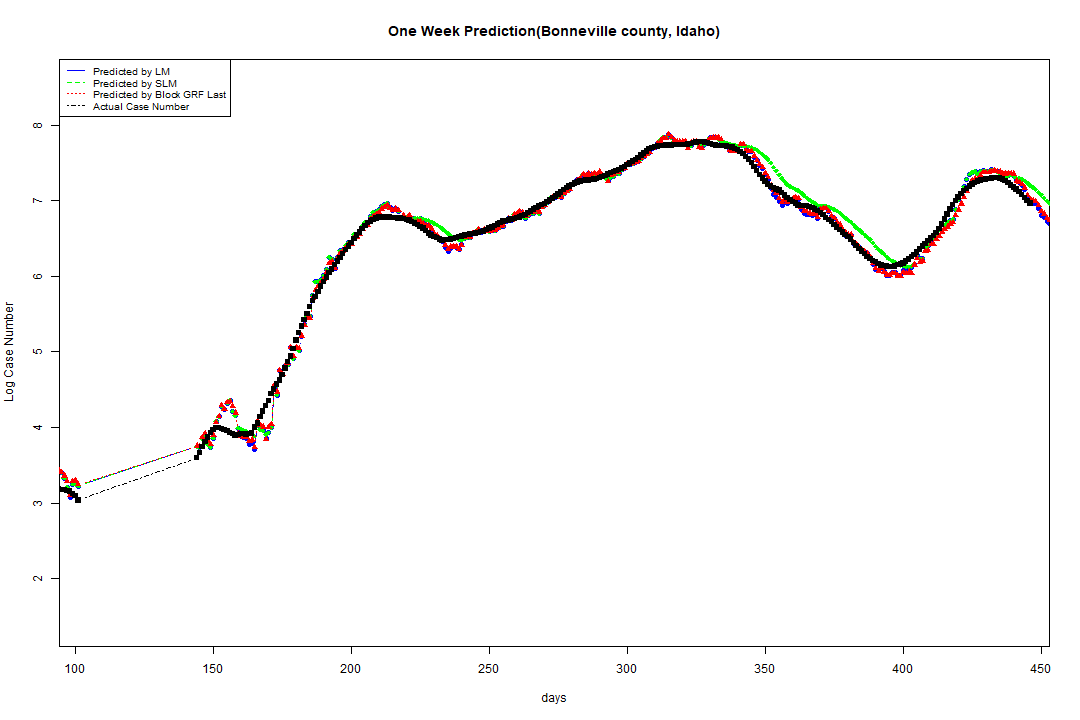 One Week Prediction(Bonneville county, Idaho)
Predicted by LM
Predicted by SLM
Predicted by Block GRF Last
Actual Case Number
8
7
6
5
4
3
2
Log Case Number
100 150 200 250 300 350 400 450
days